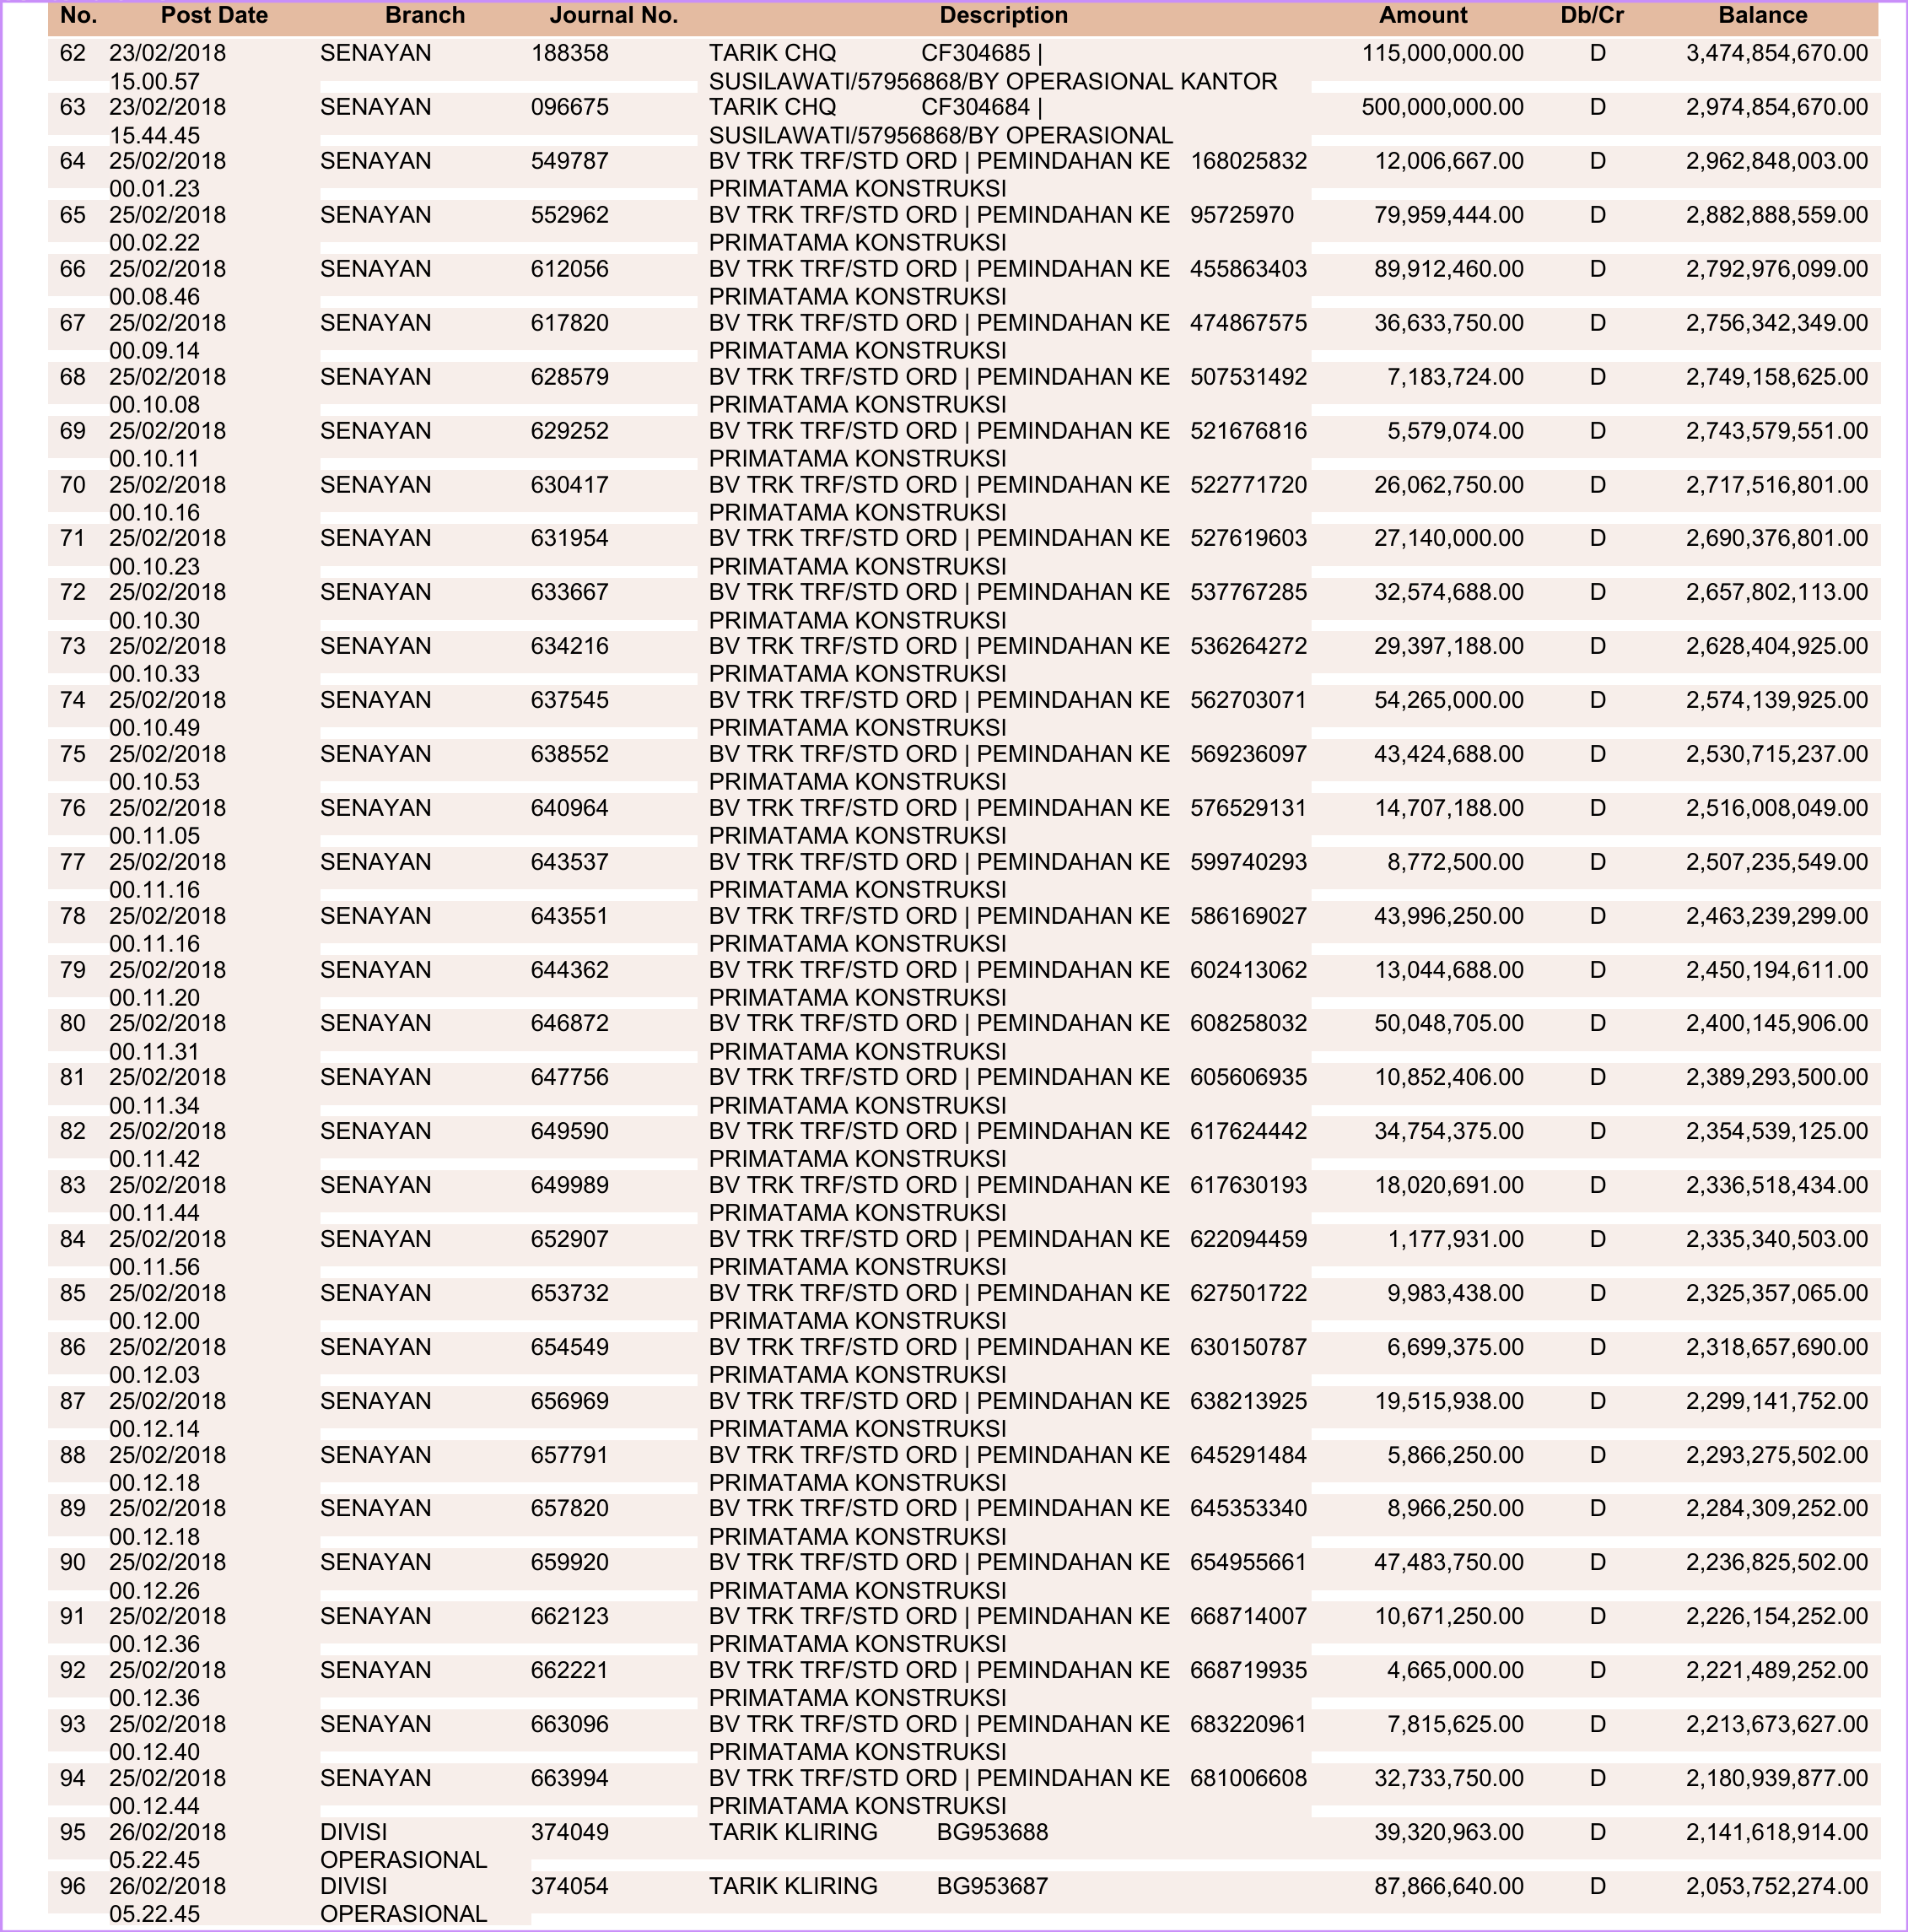 No. Post Date Branch Journal No. Description Amount Db/Cr Balance
62 23/02/2018 SENAYAN 188358 TARIK CHQ CF304685 | 115,000,000.00 D 3,474,854,670.00
15.00.57 SUSILAWATI/57956868/BY OPERASIONAL KANTOR
63 23/02/2018 SENAYAN 096675 TARIK CHQ CF304684 | 500,000,000.00 D 2,974,854,670.00
15.44.45 SUSILAWATI/57956868/BY OPERASIONAL
64 25/02/2018 SENAYAN 549787 BV TRK TRF/STD ORD | PEMINDAHAN KE 168025832 12,006,667.00 D 2,962,848,003.00
00.01.23 PRIMATAMA KONSTRUKSI
65 25/02/2018 SENAYAN 552962 BV TRK TRF/STD ORD | PEMINDAHAN KE 95725970 79,959,444.00 D 2,882,888,559.00
00.02.22 PRIMATAMA KONSTRUKSI
66 25/02/2018 SENAYAN 612056 BV TRK TRF/STD ORD | PEMINDAHAN KE 455863403 89,912,460.00 D 2,792,976,099.00
00.08.46 PRIMATAMA KONSTRUKSI
67 25/02/2018 SENAYAN 617820 BV TRK TRF/STD ORD | PEMINDAHAN KE 474867575 36,633,750.00 D 2,756,342,349.00
00.09.14 PRIMATAMA KONSTRUKSI
68 25/02/2018 SENAYAN 628579 BV TRK TRF/STD ORD | PEMINDAHAN KE 507531492 7,183,724.00 D 2,749,158,625.00
00.10.08 PRIMATAMA KONSTRUKSI
69 25/02/2018 SENAYAN 629252 BV TRK TRF/STD ORD | PEMINDAHAN KE 521676816 5,579,074.00 D 2,743,579,551.00
00.10.11 PRIMATAMA KONSTRUKSI
70 25/02/2018 SENAYAN 630417 BV TRK TRF/STD ORD | PEMINDAHAN KE 522771720 26,062,750.00 D 2,717,516,801.00
00.10.16 PRIMATAMA KONSTRUKSI
71 25/02/2018 SENAYAN 631954 BV TRK TRF/STD ORD | PEMINDAHAN KE 527619603 27,140,000.00 D 2,690,376,801.00
00.10.23 PRIMATAMA KONSTRUKSI
72 25/02/2018 SENAYAN 633667 BV TRK TRF/STD ORD | PEMINDAHAN KE 537767285 32,574,688.00 D 2,657,802,113.00
00.10.30 PRIMATAMA KONSTRUKSI
73 25/02/2018 SENAYAN 634216 BV TRK TRF/STD ORD | PEMINDAHAN KE 536264272 29,397,188.00 D 2,628,404,925.00
00.10.33 PRIMATAMA KONSTRUKSI
74 25/02/2018 SENAYAN 637545 BV TRK TRF/STD ORD | PEMINDAHAN KE 562703071 54,265,000.00 D 2,574,139,925.00
00.10.49 PRIMATAMA KONSTRUKSI
75 25/02/2018 SENAYAN 638552 BV TRK TRF/STD ORD | PEMINDAHAN KE 569236097 43,424,688.00 D 2,530,715,237.00
00.10.53 PRIMATAMA KONSTRUKSI
76 25/02/2018 SENAYAN 640964 BV TRK TRF/STD ORD | PEMINDAHAN KE 576529131 14,707,188.00 D 2,516,008,049.00
00.11.05 PRIMATAMA KONSTRUKSI
77 25/02/2018 SENAYAN 643537 BV TRK TRF/STD ORD | PEMINDAHAN KE 599740293 8,772,500.00 D 2,507,235,549.00
00.11.16 PRIMATAMA KONSTRUKSI
78 25/02/2018 SENAYAN 643551 BV TRK TRF/STD ORD | PEMINDAHAN KE 586169027 43,996,250.00 D 2,463,239,299.00
00.11.16 PRIMATAMA KONSTRUKSI
79 25/02/2018 SENAYAN 644362 BV TRK TRF/STD ORD | PEMINDAHAN KE 602413062 13,044,688.00 D 2,450,194,611.00
00.11.20 PRIMATAMA KONSTRUKSI
80 25/02/2018 SENAYAN 646872 BV TRK TRF/STD ORD | PEMINDAHAN KE 608258032 50,048,705.00 D 2,400,145,906.00
00.11.31 PRIMATAMA KONSTRUKSI
81 25/02/2018 SENAYAN 647756 BV TRK TRF/STD ORD | PEMINDAHAN KE 605606935 10,852,406.00 D 2,389,293,500.00
00.11.34 PRIMATAMA KONSTRUKSI
82 25/02/2018 SENAYAN 649590 BV TRK TRF/STD ORD | PEMINDAHAN KE 617624442 34,754,375.00 D 2,354,539,125.00
00.11.42 PRIMATAMA KONSTRUKSI
83 25/02/2018 SENAYAN 649989 BV TRK TRF/STD ORD | PEMINDAHAN KE 617630193 18,020,691.00 D 2,336,518,434.00
00.11.44 PRIMATAMA KONSTRUKSI
84 25/02/2018 SENAYAN 652907 BV TRK TRF/STD ORD | PEMINDAHAN KE 622094459 1,177,931.00 D 2,335,340,503.00
00.11.56 PRIMATAMA KONSTRUKSI
85 25/02/2018 SENAYAN 653732 BV TRK TRF/STD ORD | PEMINDAHAN KE 627501722 9,983,438.00 D 2,325,357,065.00
00.12.00 PRIMATAMA KONSTRUKSI
86 25/02/2018 SENAYAN 654549 BV TRK TRF/STD ORD | PEMINDAHAN KE 630150787 6,699,375.00 D 2,318,657,690.00
00.12.03 PRIMATAMA KONSTRUKSI
87 25/02/2018 SENAYAN 656969 BV TRK TRF/STD ORD | PEMINDAHAN KE 638213925 19,515,938.00 D 2,299,141,752.00
00.12.14 PRIMATAMA KONSTRUKSI
88 25/02/2018 SENAYAN 657791 BV TRK TRF/STD ORD | PEMINDAHAN KE 645291484 5,866,250.00 D 2,293,275,502.00
00.12.18 PRIMATAMA KONSTRUKSI
89 25/02/2018 SENAYAN 657820 BV TRK TRF/STD ORD | PEMINDAHAN KE 645353340 8,966,250.00 D 2,284,309,252.00
00.12.18 PRIMATAMA KONSTRUKSI
90 25/02/2018 SENAYAN 659920 BV TRK TRF/STD ORD | PEMINDAHAN KE 654955661 47,483,750.00 D 2,236,825,502.00
00.12.26 PRIMATAMA KONSTRUKSI
91 25/02/2018 SENAYAN 662123 BV TRK TRF/STD ORD | PEMINDAHAN KE 668714007 10,671,250.00 D 2,226,154,252.00
00.12.36 PRIMATAMA KONSTRUKSI
92 25/02/2018 SENAYAN 662221 BV TRK TRF/STD ORD | PEMINDAHAN KE 668719935 4,665,000.00 D 2,221,489,252.00
00.12.36 PRIMATAMA KONSTRUKSI
93 25/02/2018 SENAYAN 663096 BV TRK TRF/STD ORD | PEMINDAHAN KE 683220961 7,815,625.00 D 2,213,673,627.00
00.12.40 PRIMATAMA KONSTRUKSI
94 25/02/2018 SENAYAN 663994 BV TRK TRF/STD ORD | PEMINDAHAN KE 681006608 32,733,750.00 D 2,180,939,877.00
00.12.44 PRIMATAMA KONSTRUKSI
95 26/02/2018 DIVISI 374049 TARIK KLIRING BG953688 39,320,963.00 D 2,141,618,914.00
05.22.45 OPERASIONAL
96 26/02/2018 DIVISI 374054 TARIK KLIRING BG953687 87,866,640.00 D 2,053,752,274.00
05.22.45 OPERASIONAL